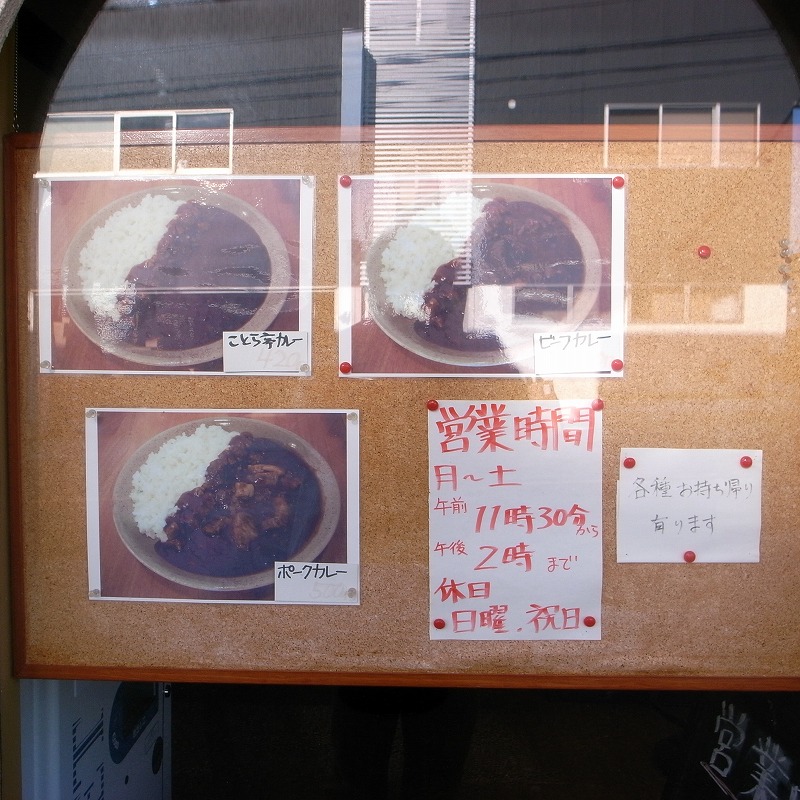 ことら亭カレー
ビーフカレー
ポークカレー
営業時間
月〜土
午前 11時30分から
午後 2時まで
休日
日曜.祝日
各種お持ち帰り
有ります